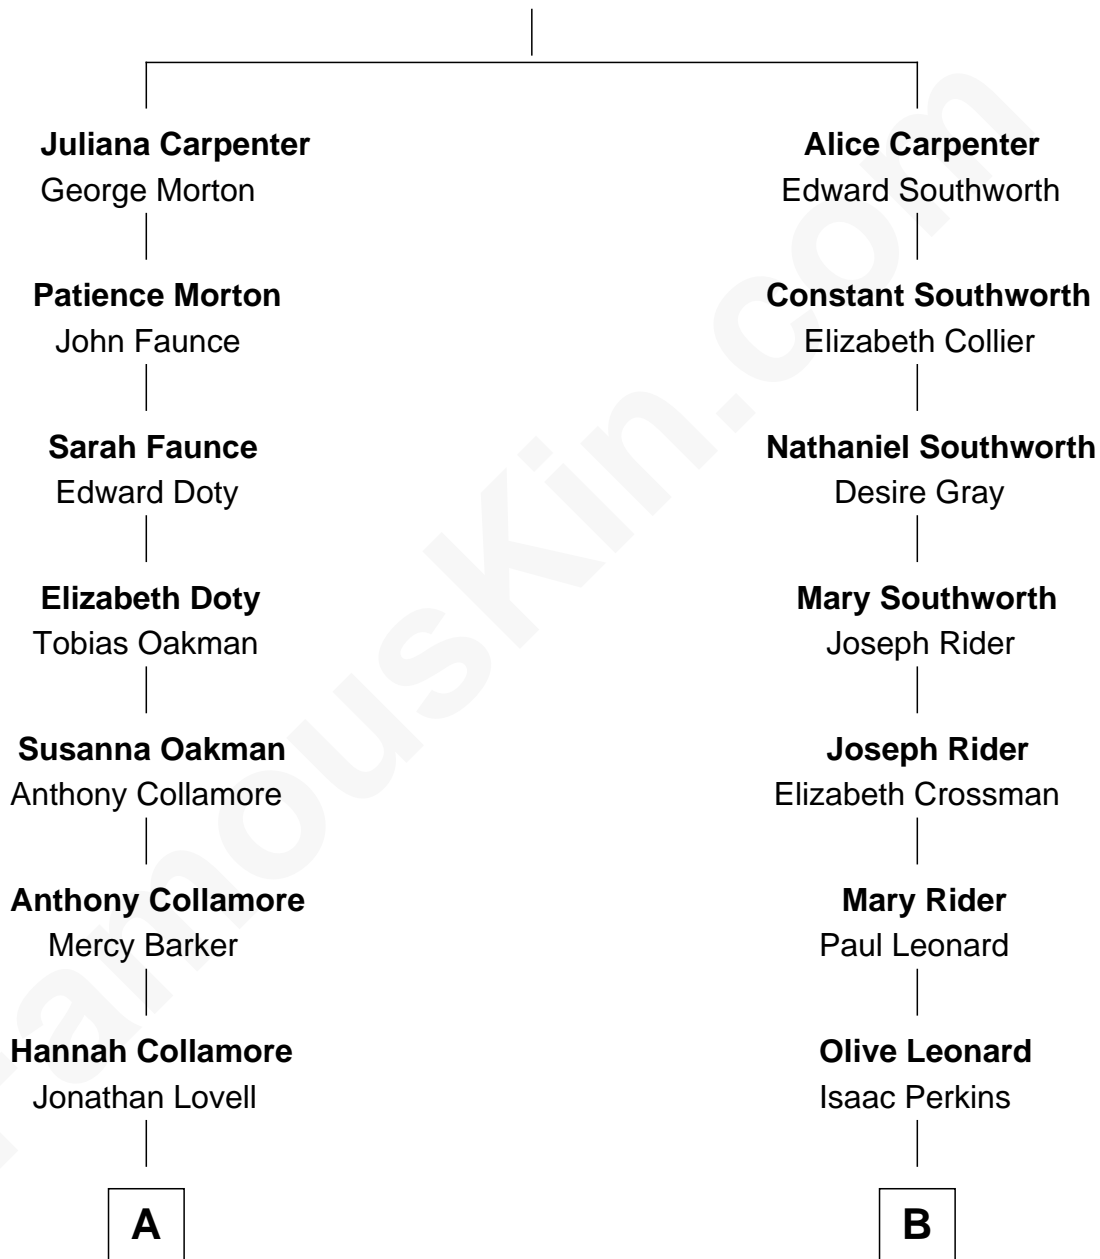 Juliana Carpenter
George Morton
Patience Morton
John Faunce
Sarah Faunce
Edward Doty
Elizabeth Doty
Tobias Oakman
Susanna Oakman
Anthony Collamore
Anthony Collamore
Mercy Barker
Hannah Collamore
Jonathan Lovell
A
Alice Carpenter
Edward Southworth
Constant Southworth
Elizabeth Collier
Nathaniel Southworth
Desire Gray
Mary Southworth
Joseph Rider
Joseph Rider
Elizabeth Crossman
Mary Rider
Paul Leonard
Olive Leonard
Isaac Perkins
B
FamousKin.com